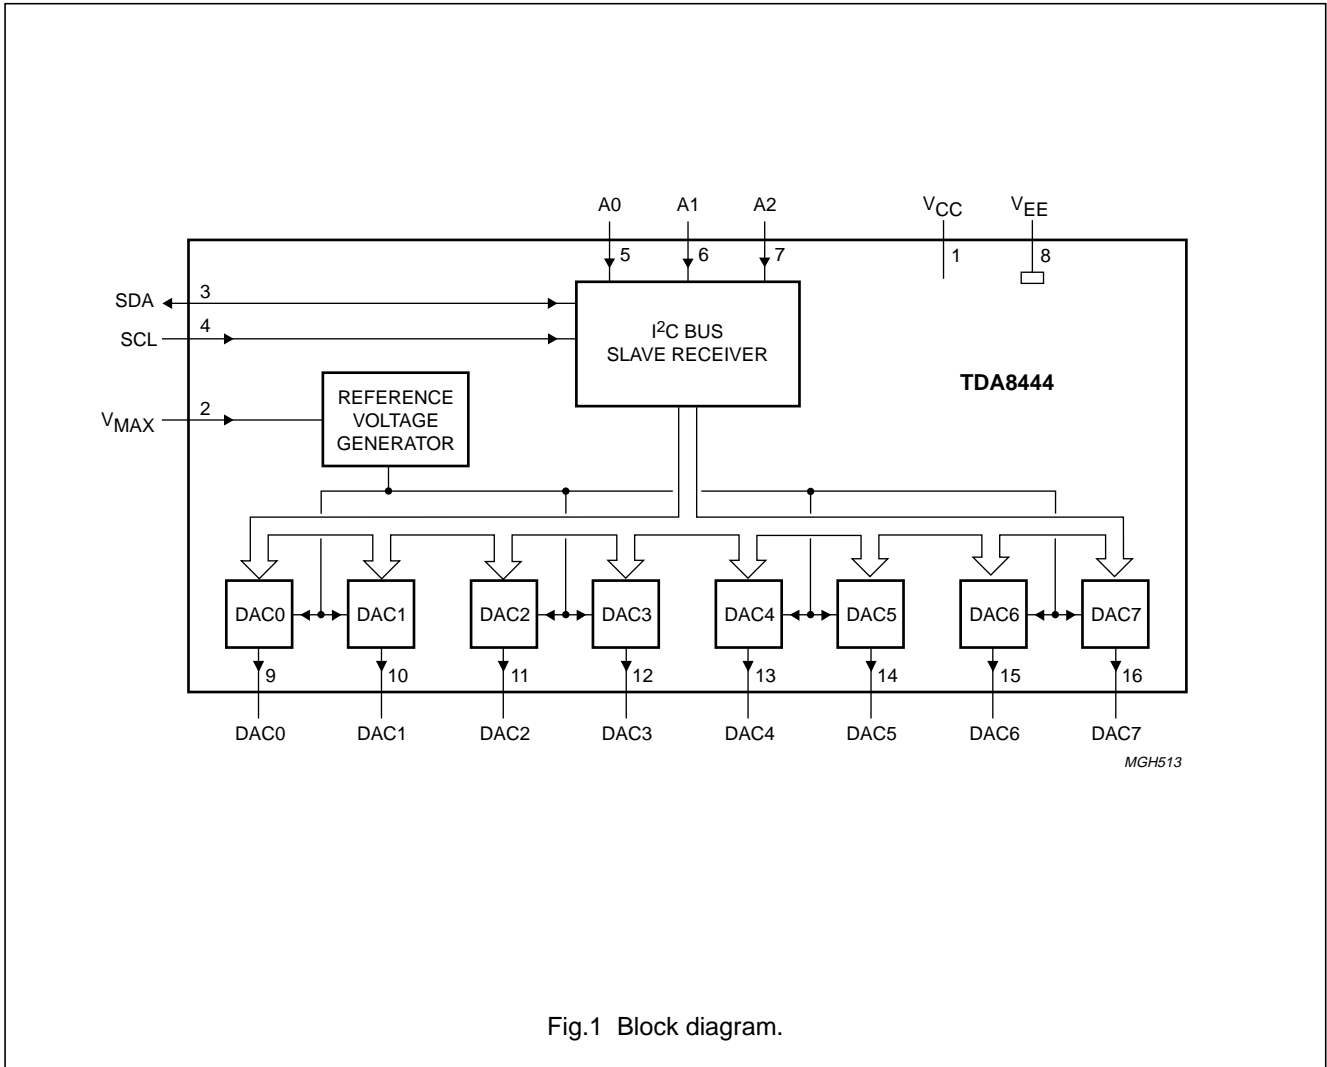 A0 A1 A2 VCC VEE
5 6 7 1 8
SDA 3
SCL 4
I2C BUS
SLAVE RECEIVER
TDA8444
VMAX 2
REFERENCE
VOLTAGE
GENERATOR
DAC0 DAC1 DAC2 DAC3 DAC4 DAC5 DAC6 DAC7
9 10 11 12 13 14 15 16
DAC0 DAC1 DAC2 DAC3 DAC4 DAC5 DAC6 DAC7
MGH513
Fig.1 Block diagram.